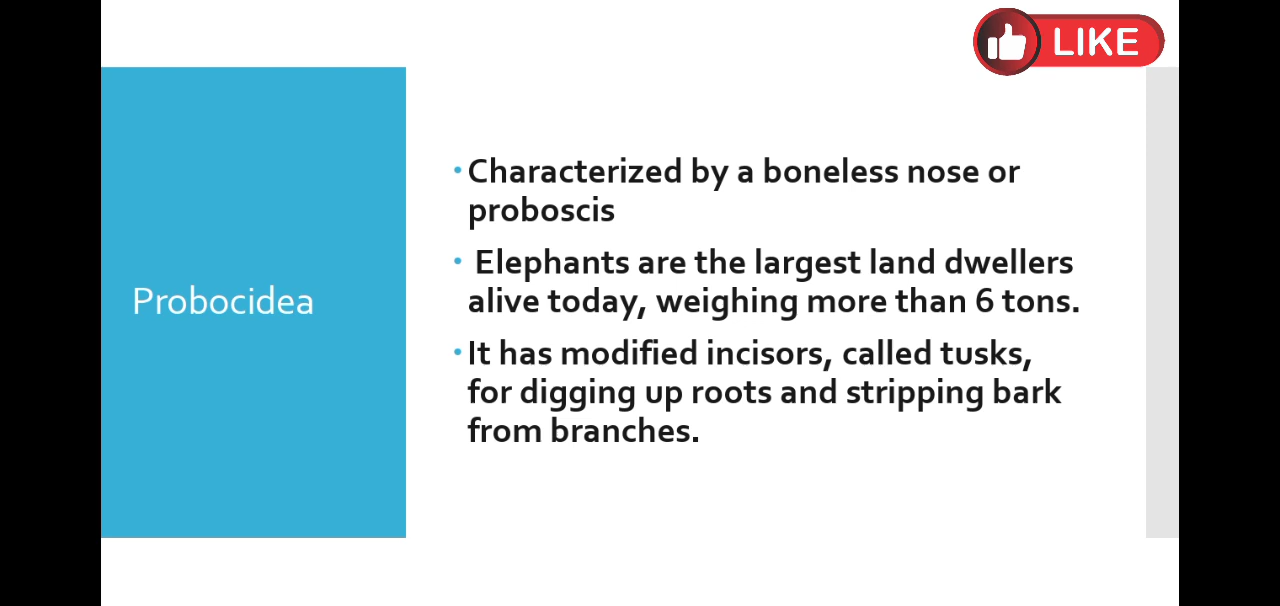 LIKE
Probocidea
• Characterized by a boneless nose or
proboscis
• Elephants are the largest land dwellers
alive today, weighing more than 6 tons.
• It has modified incisors, called tusks,
for digging up roots and stripping bark
from branches.